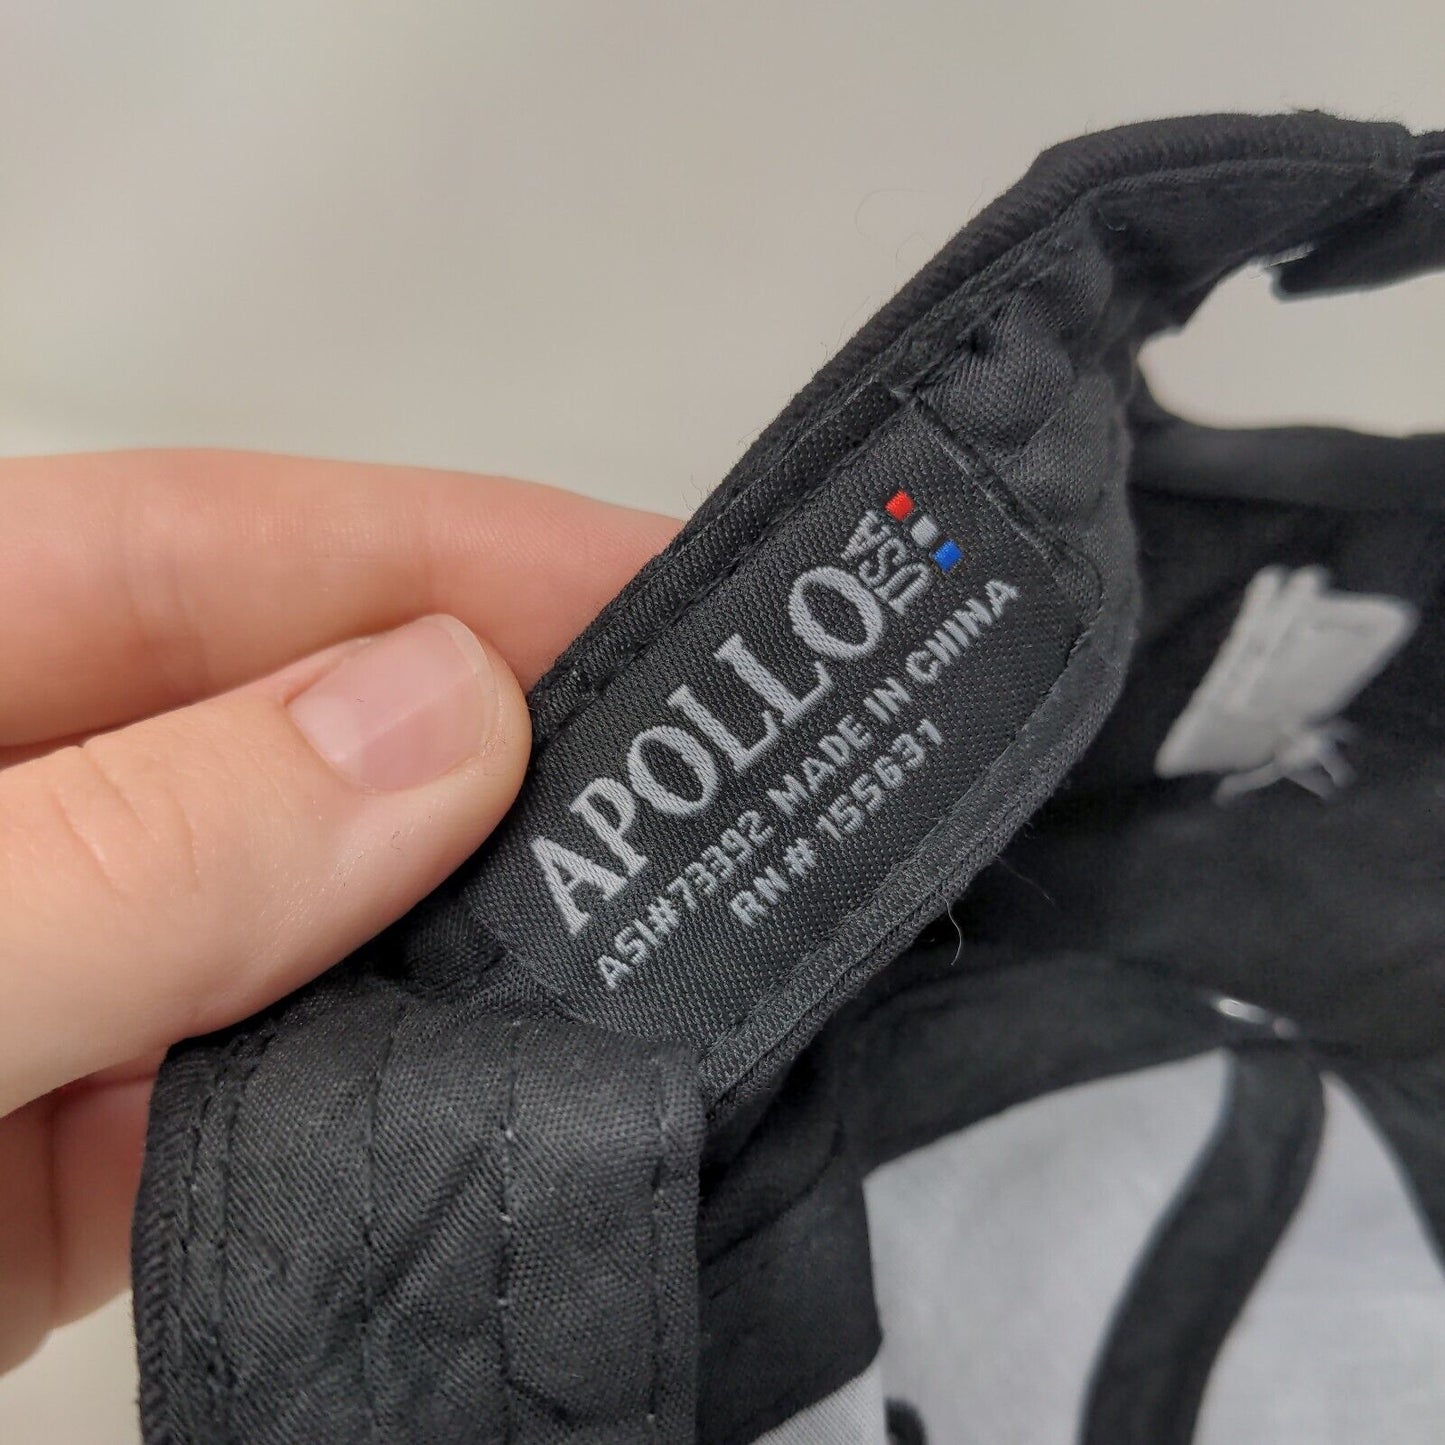 APOLLO USA
ASI#73392 MADE IN CHINA
RN# 155631